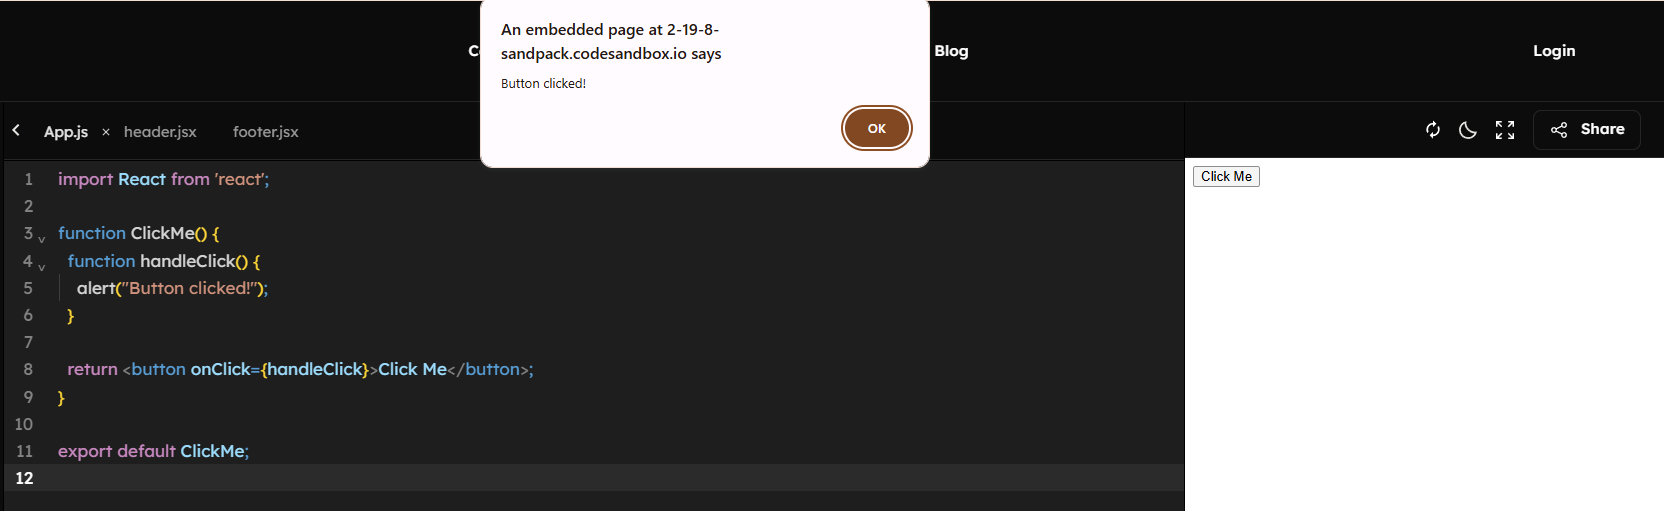 An embedded page at 2-19-8-
sandpack.codesandbox.io says
Button clicked!
OK
Blog
Login
App.js × header.jsx footer.jsx
Share
1 import React from 'react';
2
3 function ClickMe() {
4 function handleClick() {
5 alert("Button clicked!");
6 }
7
8 return <button onClick={handleClick}>Click Me</button>;
9 }
10
11 export default ClickMe;
12
Click Me